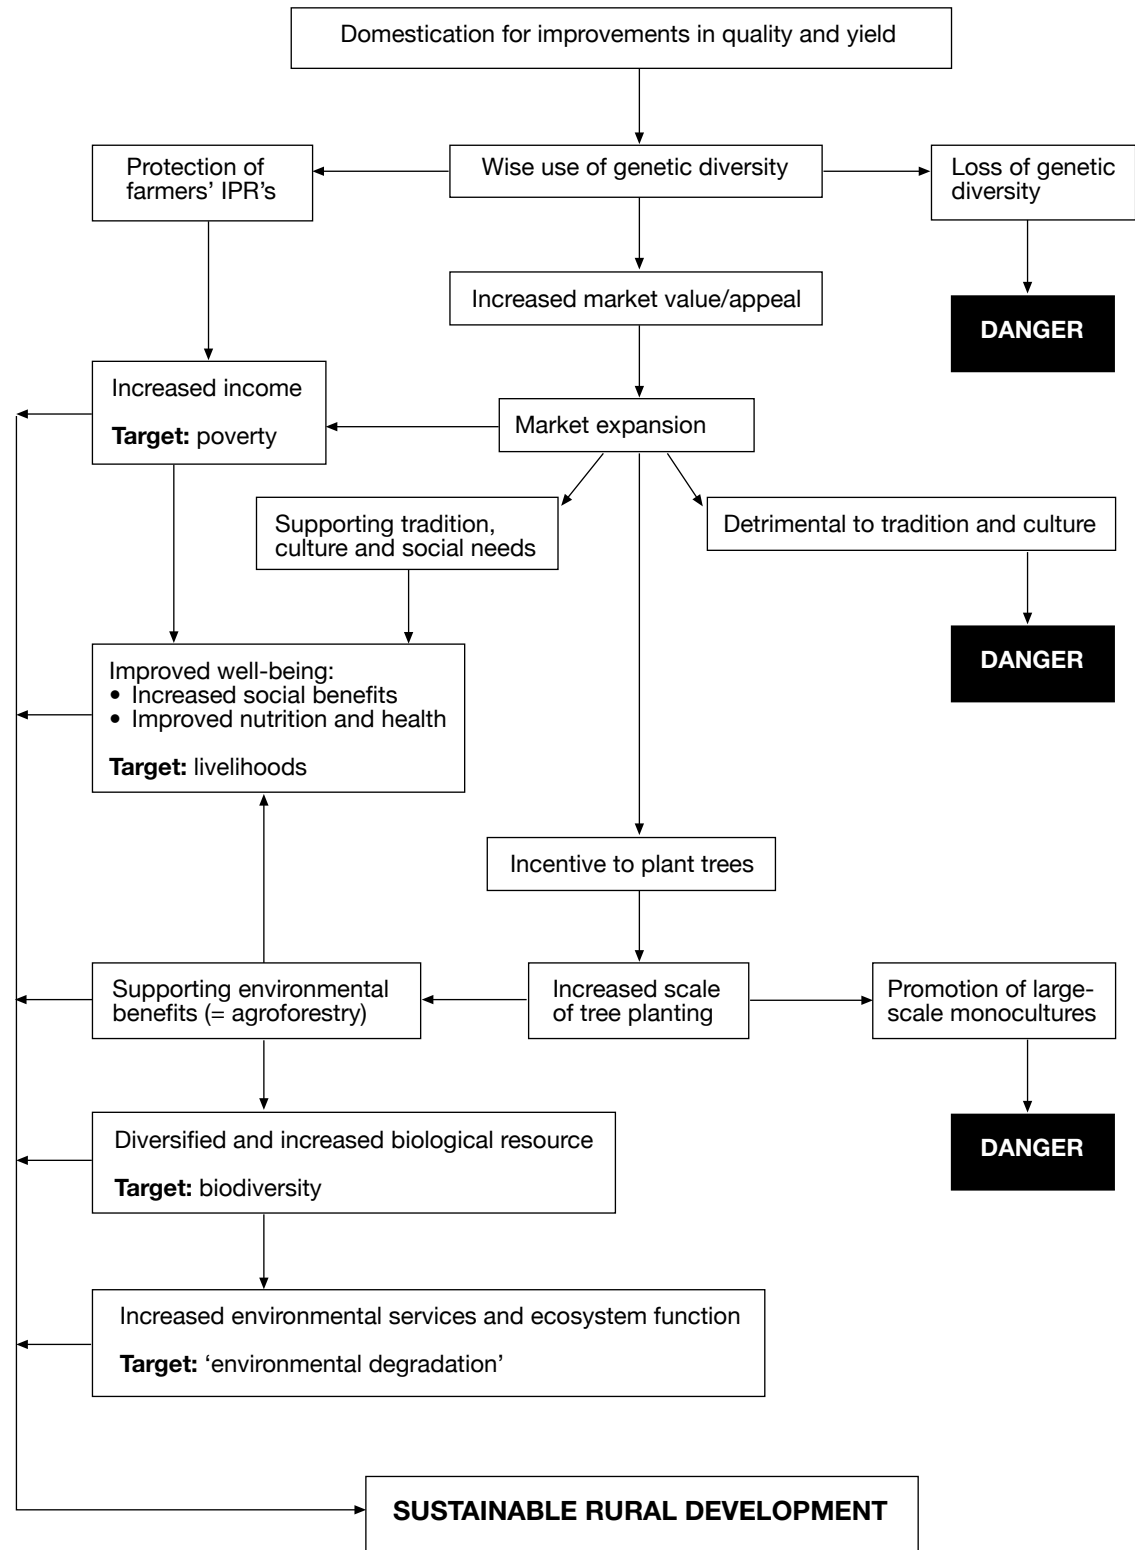 Domestication for improvements in quality and yield
Protection of
farmers’ IPR’s
Wise use of genetic diversity
Loss of genetic
diversity
Increased market value/appeal
DANGER
Increased income
Target: poverty
Market expansion
Supporting tradition,
culture and social needs
Detrimental to tradition and culture
DANGER
Improved well-being:
• Increased social benefits
• Improved nutrition and health
Target: livelihoods
Incentive to plant trees
Supporting environmental
benefits (= agroforestry)
Increased scale
of tree planting
Promotion of large-
scale monocultures
DANGER
Diversified and increased biological resource
Target: biodiversity
Increased environmental services and ecosystem function
Target: ‘environmental degradation’
SUSTAINABLE RURAL DEVELOPMENT